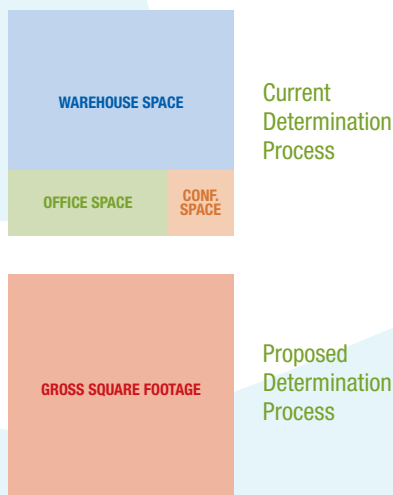 WAREHOUSE SPACE
Current
Determination
Process
OFFICE SPACE
CONF.
SPACE
GROSS SQUARE FOOTAGE
Proposed
Determination
Process